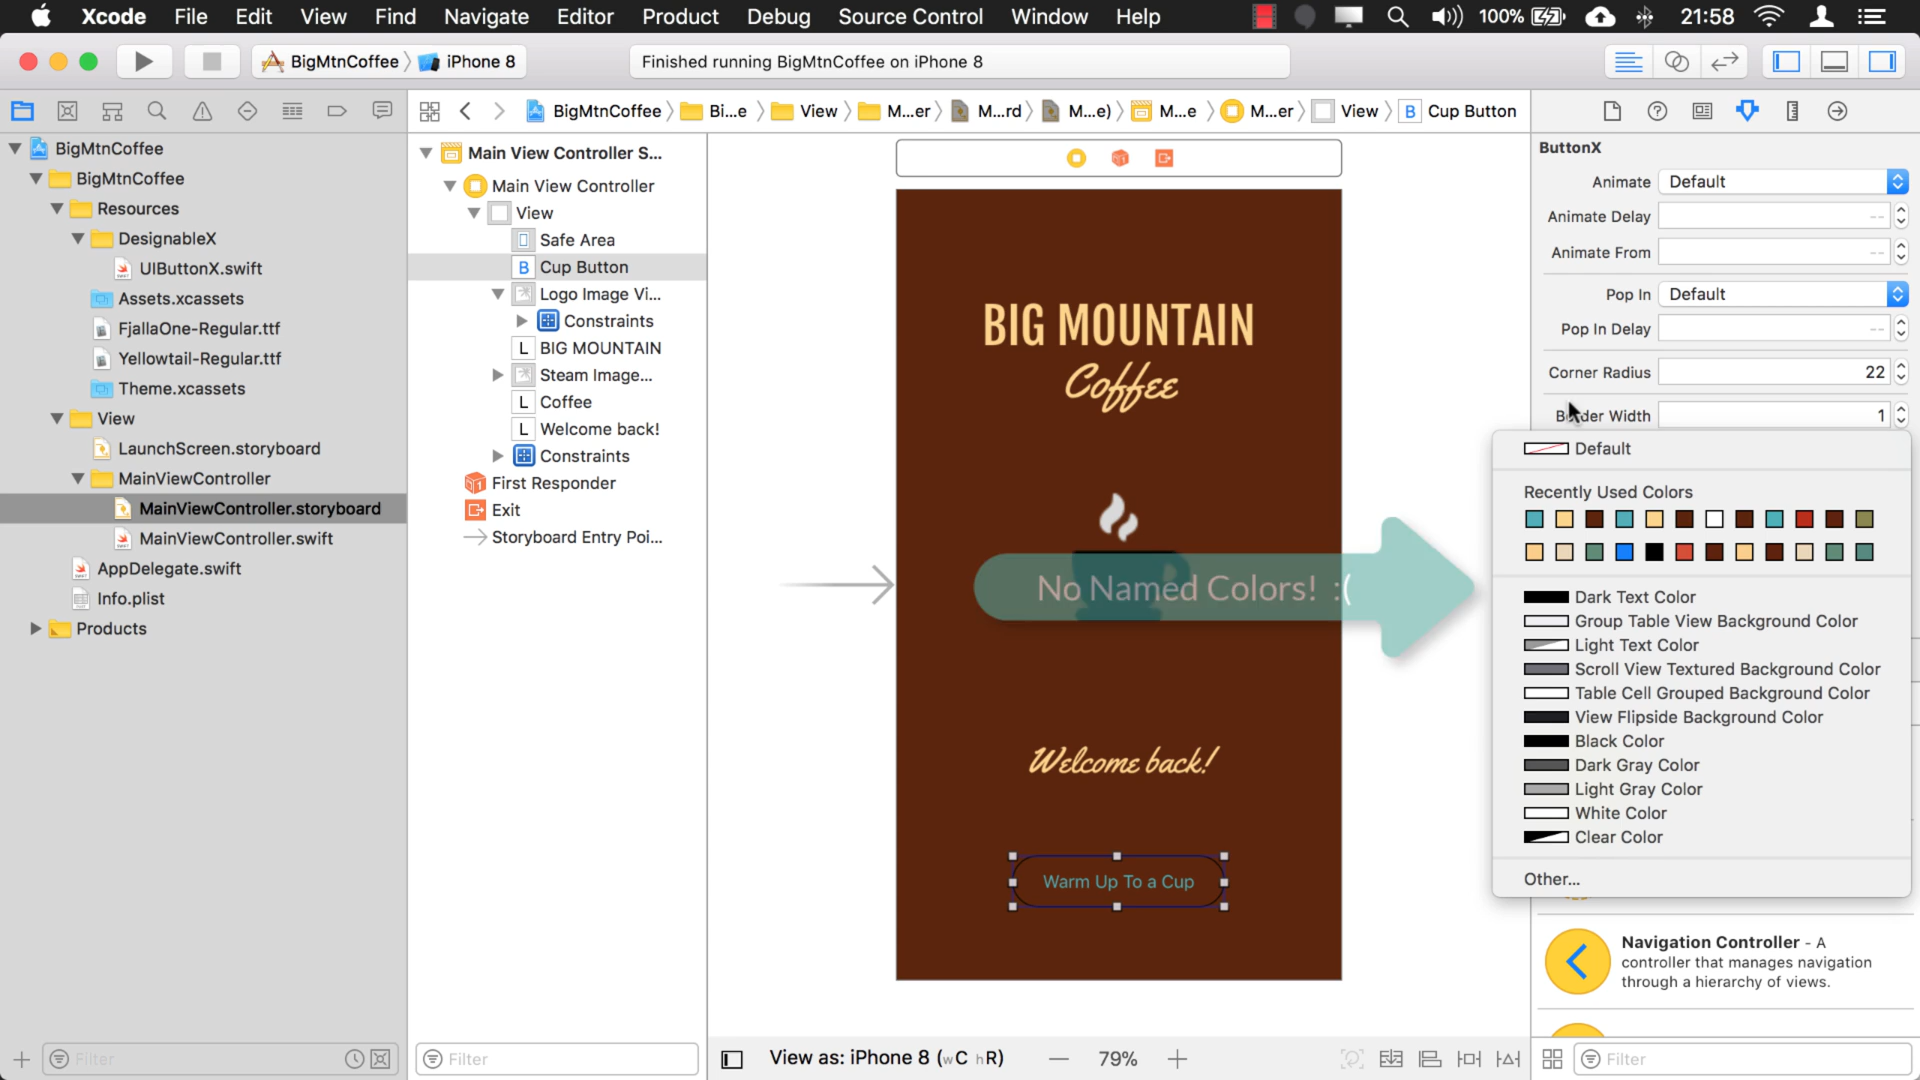 Xcode File Edit View Find Navigate Editor Product Debug Source Control Window Help 100% 21:58
BigMtnCoffee iPhone 8
Finished running BigMtnCoffee on iPhone 8
BigMtnCoffee Bi...e View M...er M...rd M...e) M...e M...er View B Cup Button
BigMtnCoffee
BigMtnCoffee
Resources
DesignableX
UIButtonX.swift
Assets.xcassets
FjallaOne-Regular.ttf
Yellowtail-Regular.ttf
Theme.xcassets
View
LaunchScreen.storyboard
MainViewController
MainViewController.storyboard
MainViewController.swift
AppDelegate.swift
Info.plist
Products
Filter
Main View Controller S...
Main View Controller
View
Safe Area
B Cup Button
Logo Image Vi...
Constraints
L BIG MOUNTAIN
Steam Image...
L Coffee
L Welcome back!
Constraints
First Responder
Exit
Storyboard Entry Poi...
Filter
BIG MOUNTAIN
Coffee
No Named Colors! :(
Welcome back!
Warm Up To a Cup
View as: iPhone 8 (wC hR)
79%
ButtonX
Animate Default
Animate Delay --
Animate From --
Pop In Default
Pop In Delay --
Corner Radius 22
Border Width 1
Default
Recently Used Colors
Dark Text Color
Group Table View Background Color
Light Text Color
Scroll View Textured Background Color
Table Cell Grouped Background Color
View Flipside Background Color
Black Color
Dark Gray Color
Light Gray Color
White Color
Clear Color
Other...
Navigation Controller - A
controller that manages navigation
through a hierarchy of views.
Filter